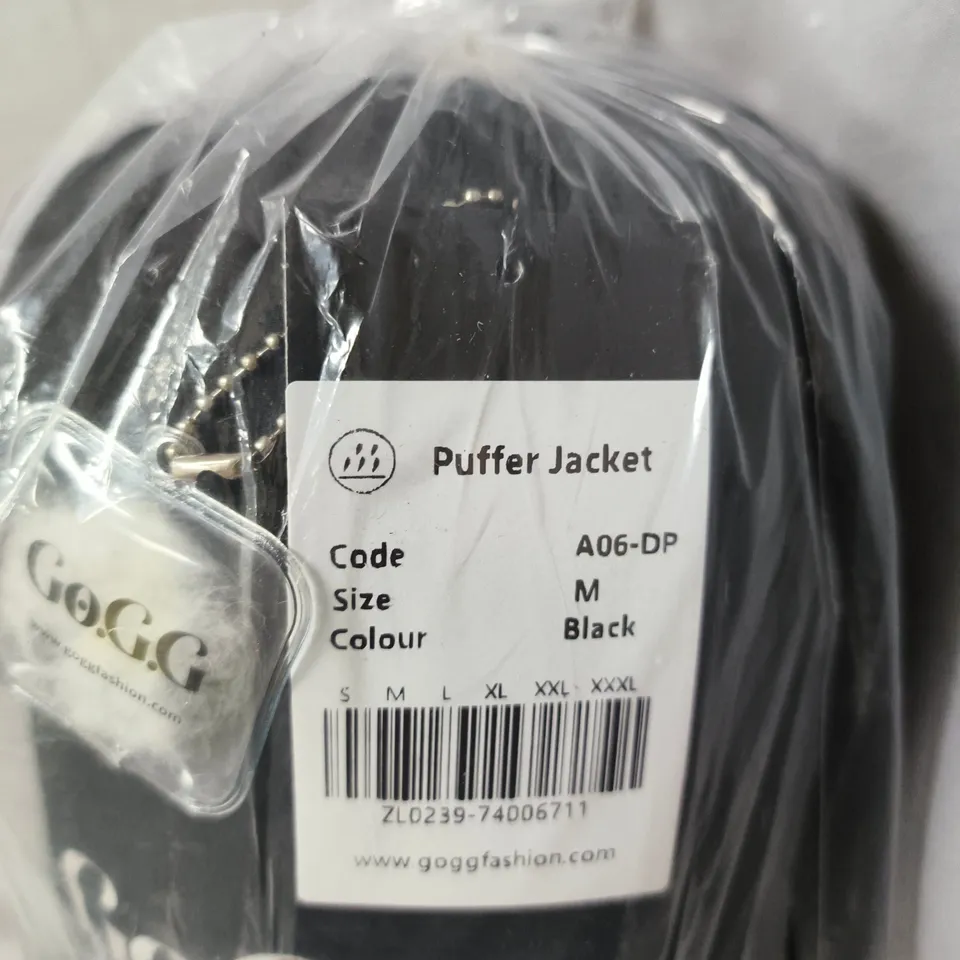 Puffer Jacket
Code A06-DP
Size M
Colour Black
S M L XL XXL XXXL
ZL0239-74006711
www.goggfashion.com
Go.G.G
www.goggfashion.com